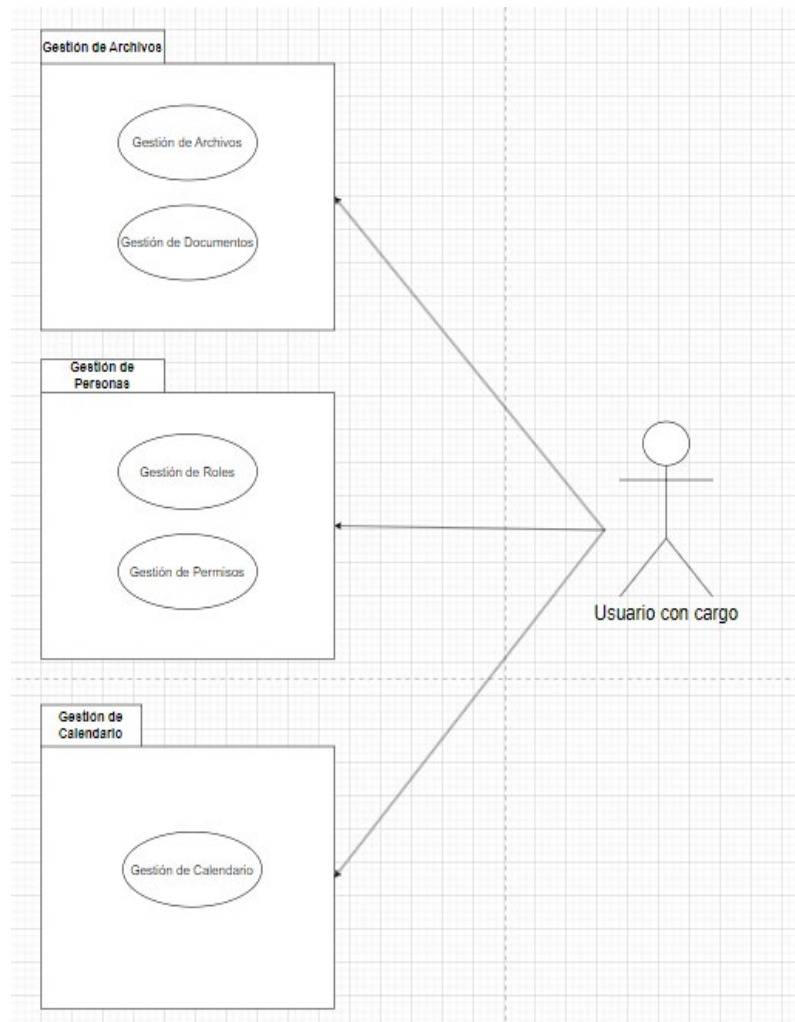 Gestión de Archivos
Gestión de Archivos
Gestión de Documentos
Gestión de
Personas
Gestión de Roles
Gestión de Permisos
Usuario con cargo
Gestión de
Calendario
Gestión de Calendario